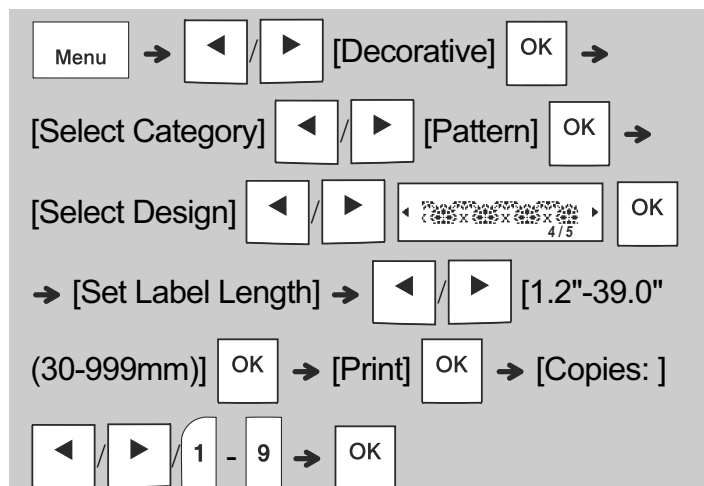 Menu → ◄/► [Decorative] OK →
[Select Category] ◄/► [Pattern] OK →
[Select Design] ◄/► ◄ 4/5 ► OK
→ [Set Label Length] → ◄/► [1.2"-39.0"
(30-999mm)] OK → [Print] OK → [Copies: ]
◄/►/1 - 9 → OK